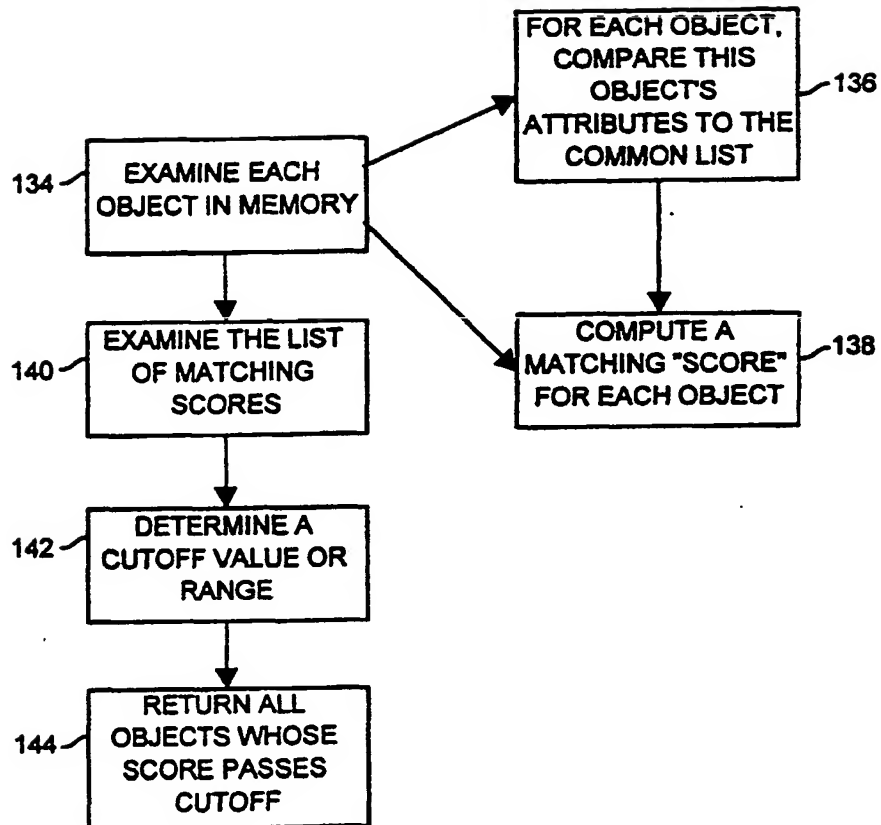 FOR EACH OBJECT,
COMPARE THIS
OBJECT'S
ATTRIBUTES TO THE
COMMON LIST
136
134
EXAMINE EACH
OBJECT IN MEMORY
COMPUTE A
MATCHING "SCORE"
FOR EACH OBJECT
138
140
EXAMINE THE LIST
OF MATCHING
SCORES
142
DETERMINE A
CUTOFF VALUE OR
RANGE
144
RETURN ALL
OBJECTS WHOSE
SCORE PASSES
CUTOFF